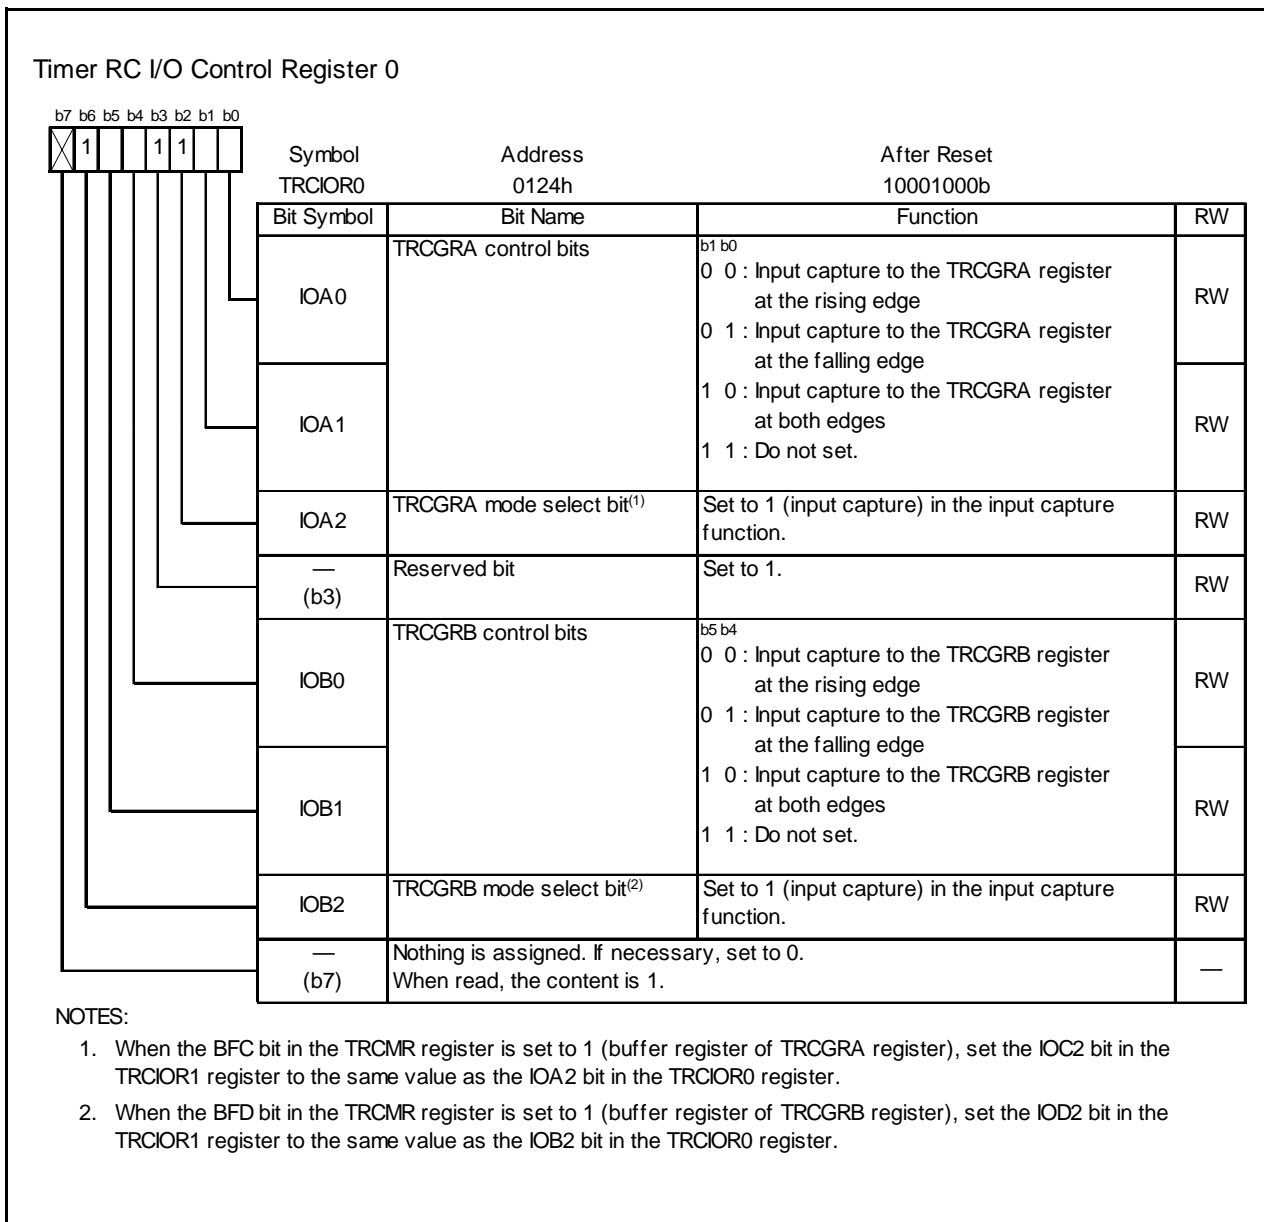 Timer RC I/O Control Register 0
b7 b6 b5 b4 b3 b2 b1 b0
1 1 1
Symbol Address After Reset
TRCIOR0 0124h 10001000b
Bit Symbol Bit Name Function RW
IOA0 TRCGRA control bits b1 b0
0 0 : Input capture to the TRCGRA register
at the rising edge RW
0 1 : Input capture to the TRCGRA register
at the falling edge
IOA1 1 0 : Input capture to the TRCGRA register
at both edges RW
1 1 : Do not set.
IOA2 TRCGRA mode select bit(1) Set to 1 (input capture) in the input capture
function. RW
— Reserved bit Set to 1.
(b3) RW
IOB0 TRCGRB control bits b5 b4
0 0 : Input capture to the TRCGRB register
at the rising edge RW
0 1 : Input capture to the TRCGRB register
at the falling edge
IOB1 1 0 : Input capture to the TRCGRB register
at both edges RW
1 1 : Do not set.
IOB2 TRCGRB mode select bit(2) Set to 1 (input capture) in the input capture
function. RW
— Nothing is assigned. If necessary, set to 0.
(b7) When read, the content is 1. —
NOTES:
1. When the BFC bit in the TRCMR register is set to 1 (buffer register of TRCGRA register), set the IOC2 bit in the
TRCIOR1 register to the same value as the IOA2 bit in the TRCIOR0 register.
2. When the BFD bit in the TRCMR register is set to 1 (buffer register of TRCGRB register), set the IOD2 bit in the
TRCIOR1 register to the same value as the IOB2 bit in the TRCIOR0 register.